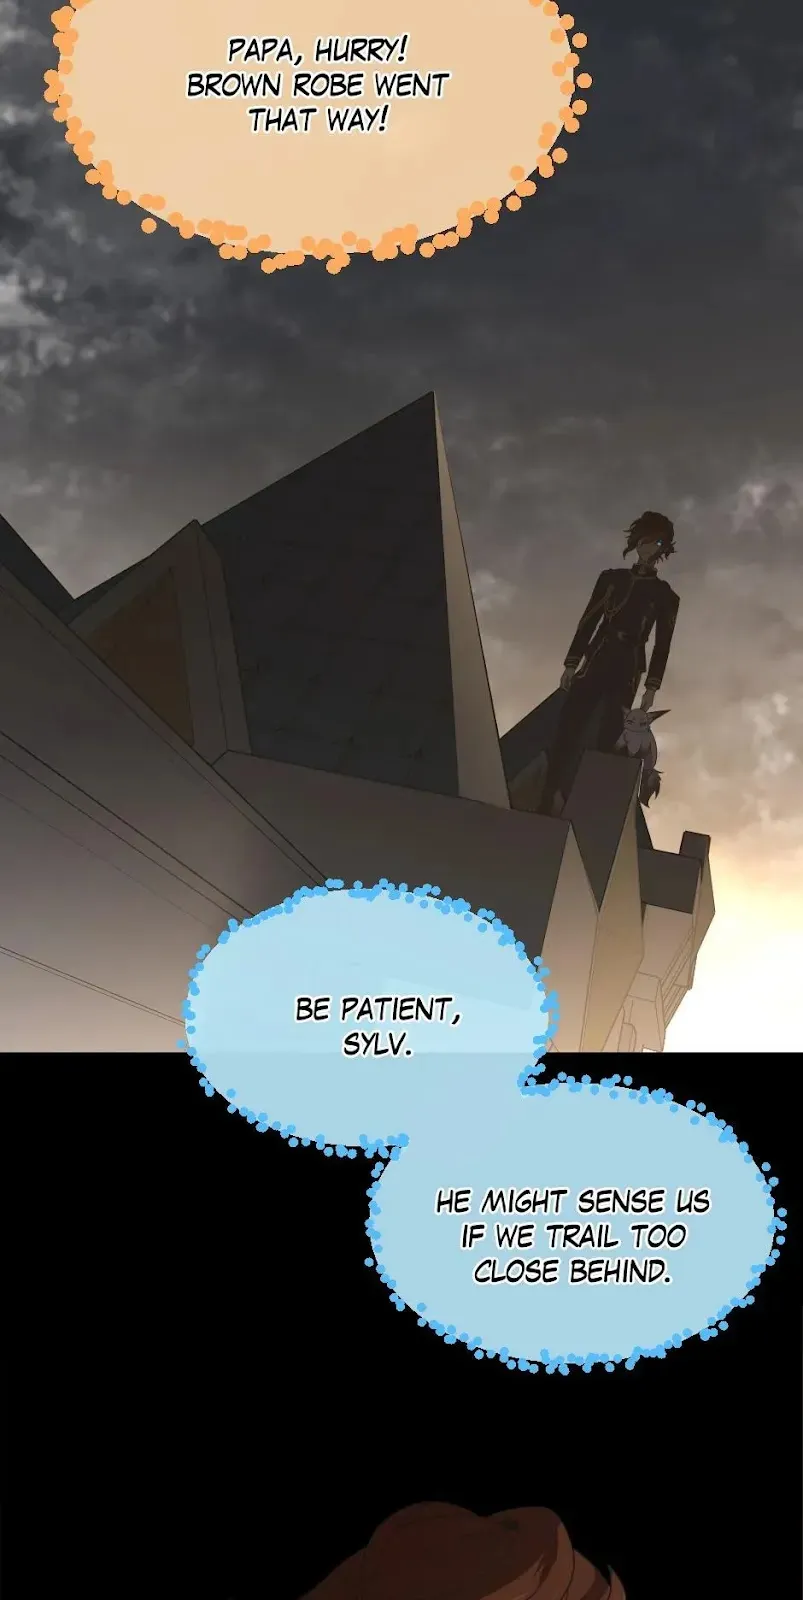 PAPA, HURRY!
BROWN ROBE WENT
THAT WAY!
BE PATIENT,
SYLV.
HE MIGHT SENSE US
IF WE TRAIL TOO
CLOSE BEHIND.